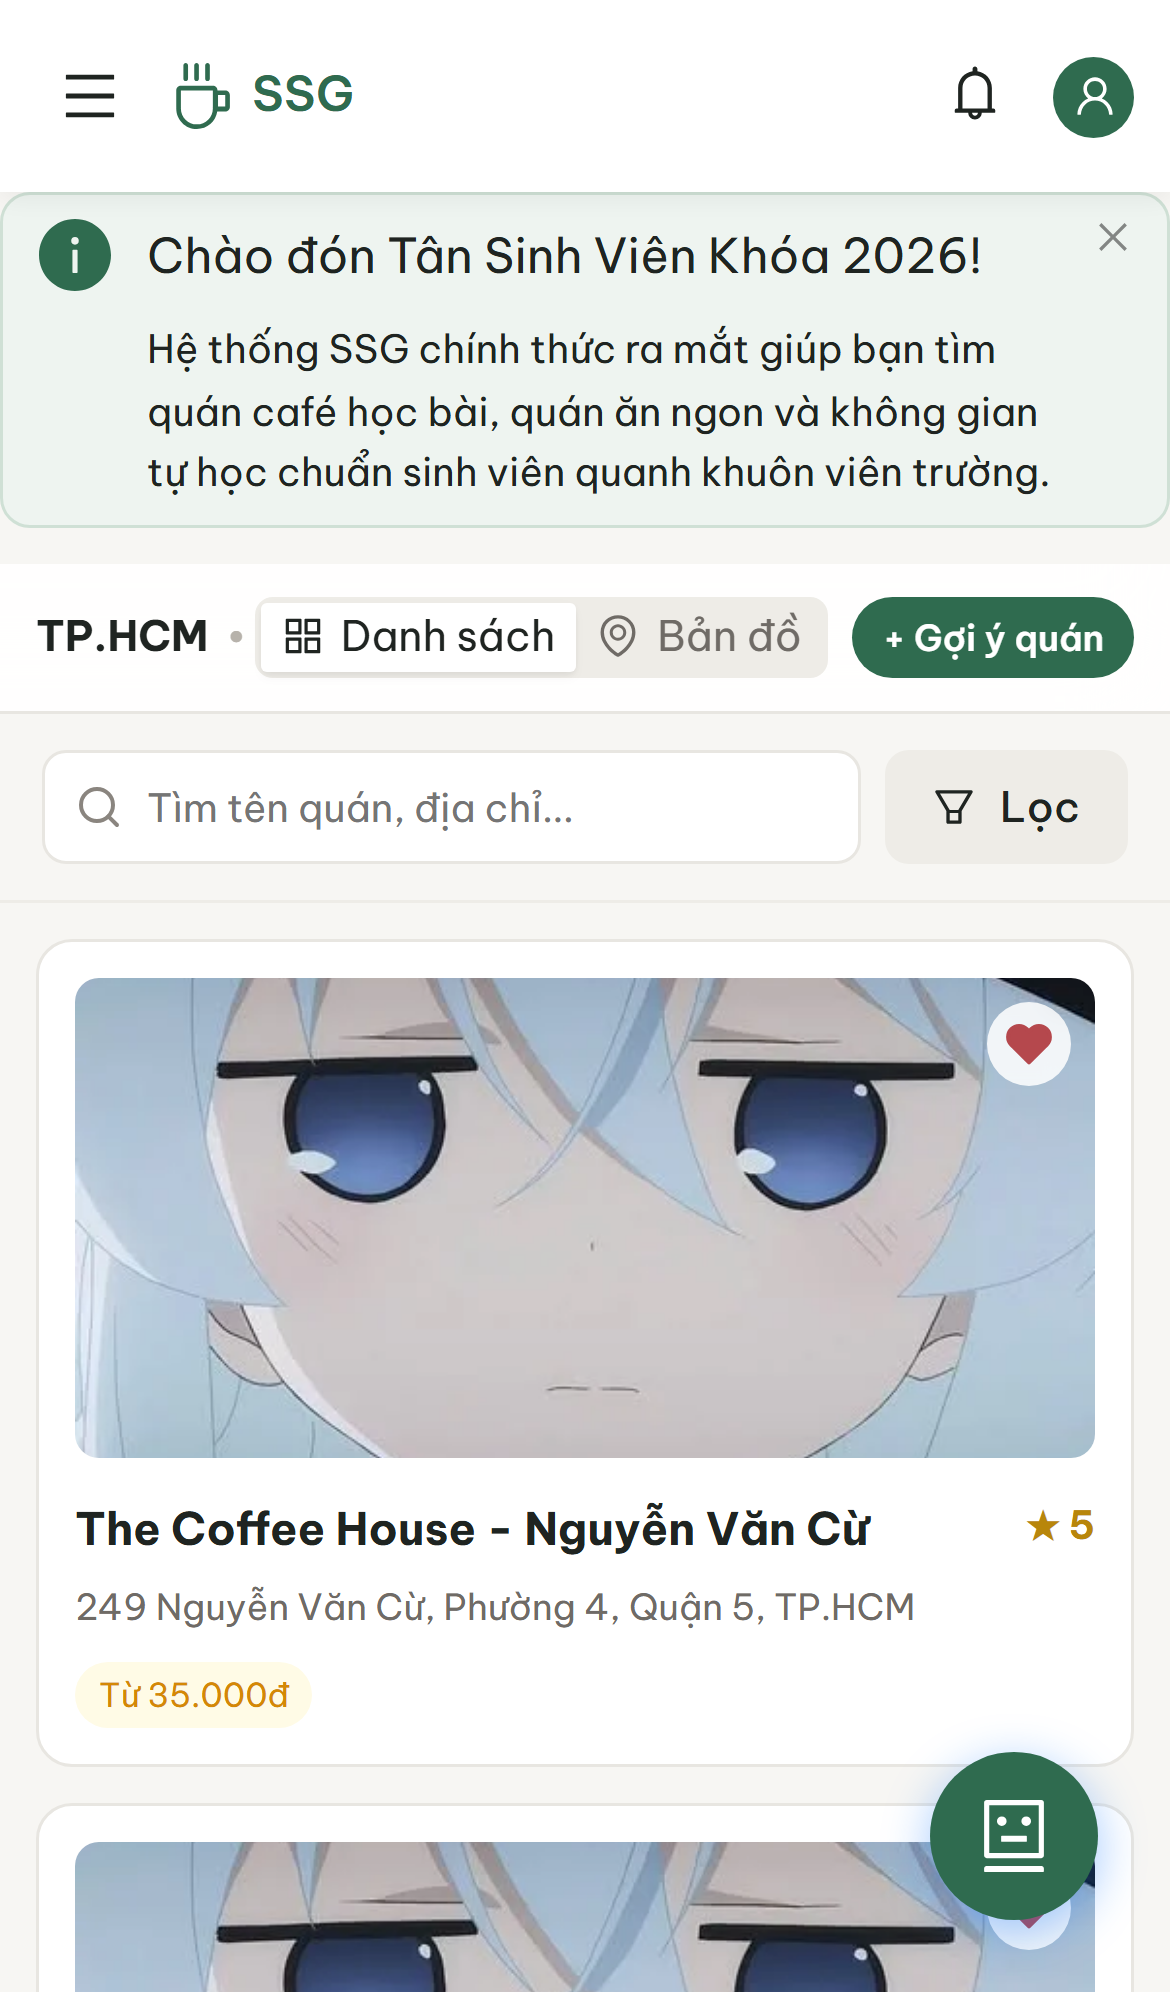 SSG
Chào đón Tân Sinh Viên Khóa 2026!
Hệ thống SSG chính thức ra mắt giúp bạn tìm
quán café học bài, quán ăn ngon và không gian
tự học chuẩn sinh viên quanh khuôn viên trường.
TP.HCM • Danh sách Bản đồ + Gợi ý quán
Tìm tên quán, địa chỉ... Lọc
The Coffee House - Nguyễn Văn Cừ ★ 5
249 Nguyễn Văn Cừ, Phường 4, Quận 5, TP.HCM
Từ 35.000đ